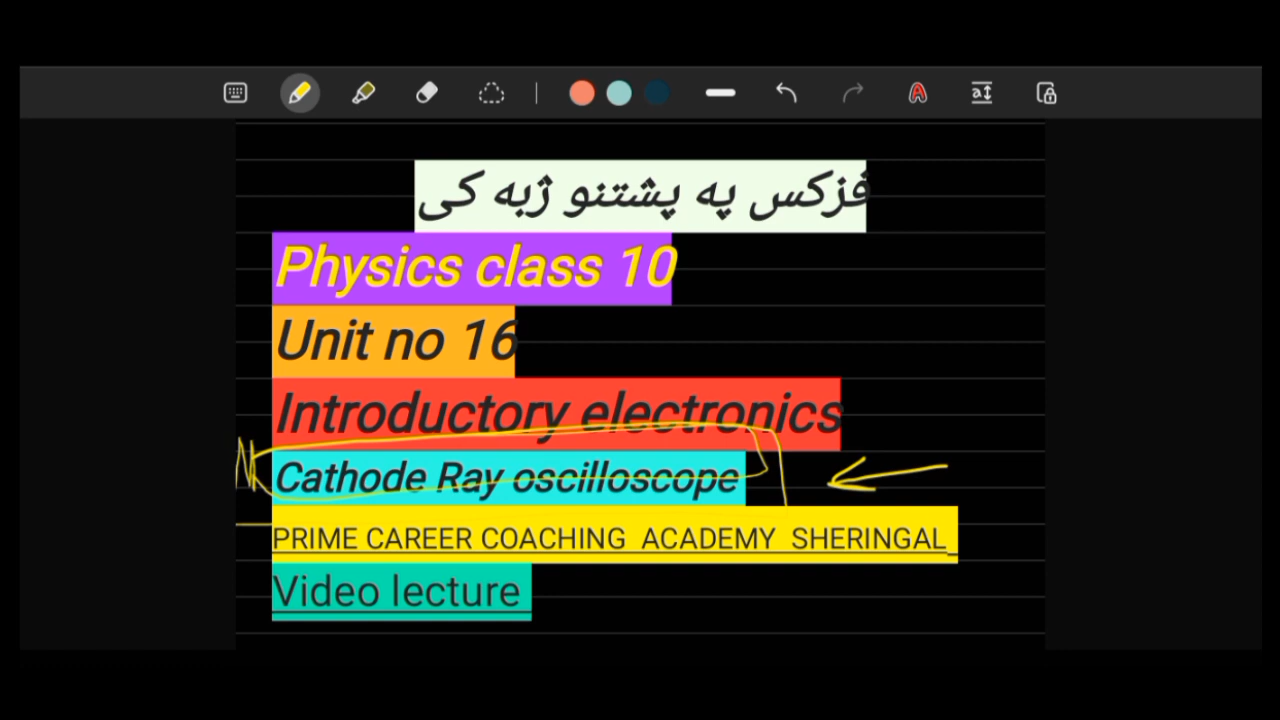 فزکس په پشتنو ژبه کی
Physics class 10
Unit no 16
Introductory electronics
Cathode Ray oscilloscope
PRIME CAREER COACHING ACADEMY SHERINGAL_
Video lecture